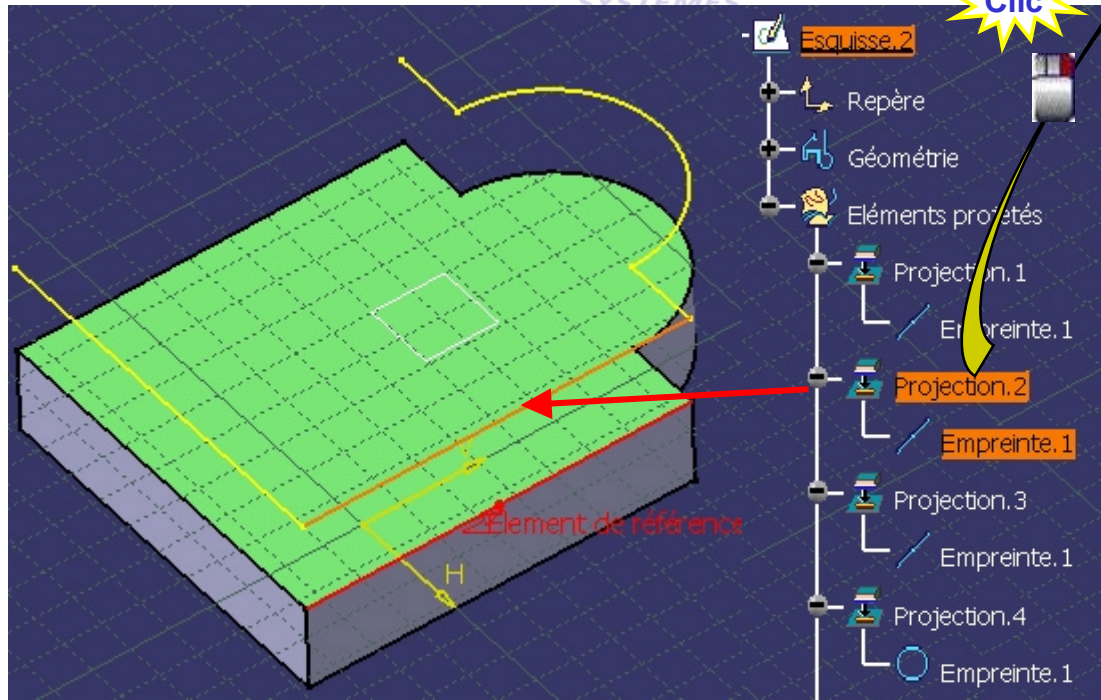 SYSTEMES
Clic
Esquisse.2
Repère
Géométrie
Eléments projetés
Projection.1
Empreinte.1
Projection.2
Empreinte.1
Projection.3
Empreinte.1
Projection.4
Empreinte.1
Elément de référence
H